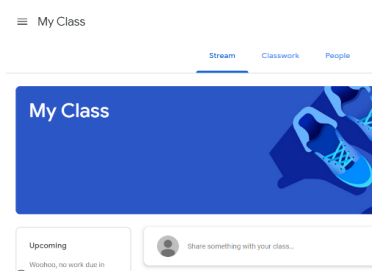 My Class
Stream Classwork People
My Class
Upcoming
Woohoo, no work due in
Share something with your class...